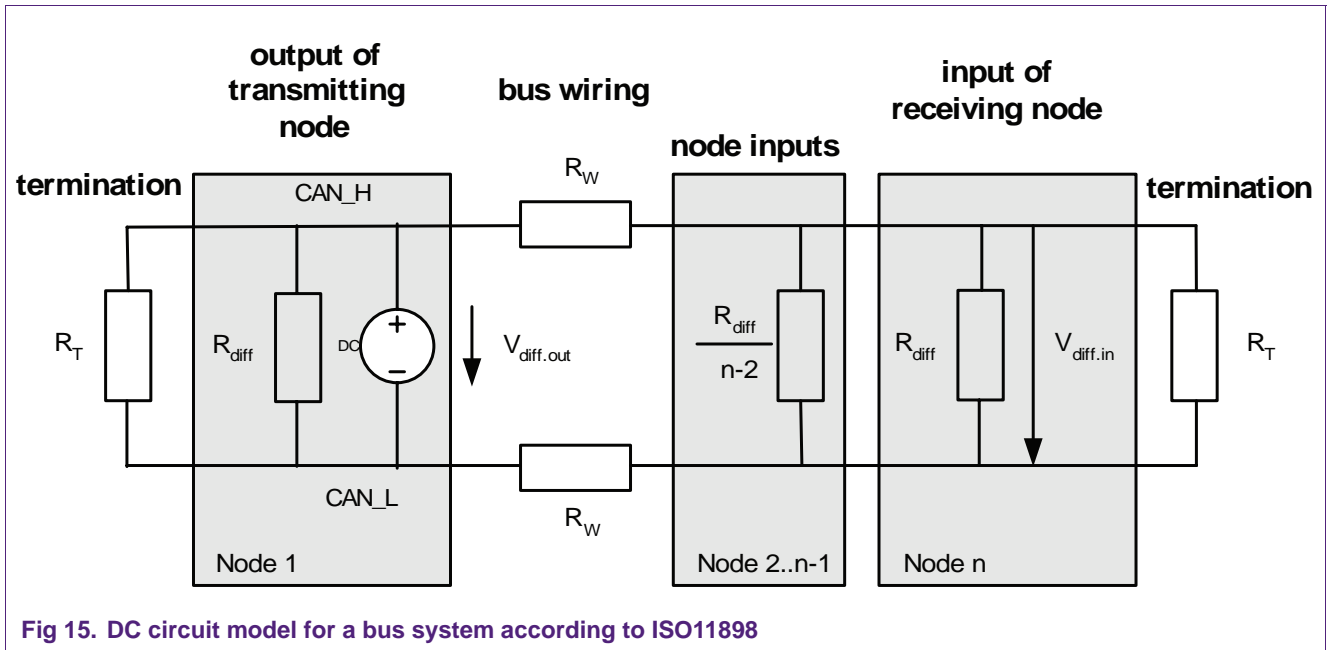 output of
transmitting
node
bus wiring
input of
receiving node
node inputs
termination
termination
CAN_H
R_W
R_T
R_diff
DC
+
–
V_diff.out
R_diff
n-2
R_diff
V_diff.in
R_T
CAN_L
R_W
Node 1
Node 2..n-1
Node n
Fig 15. DC circuit model for a bus system according to ISO11898